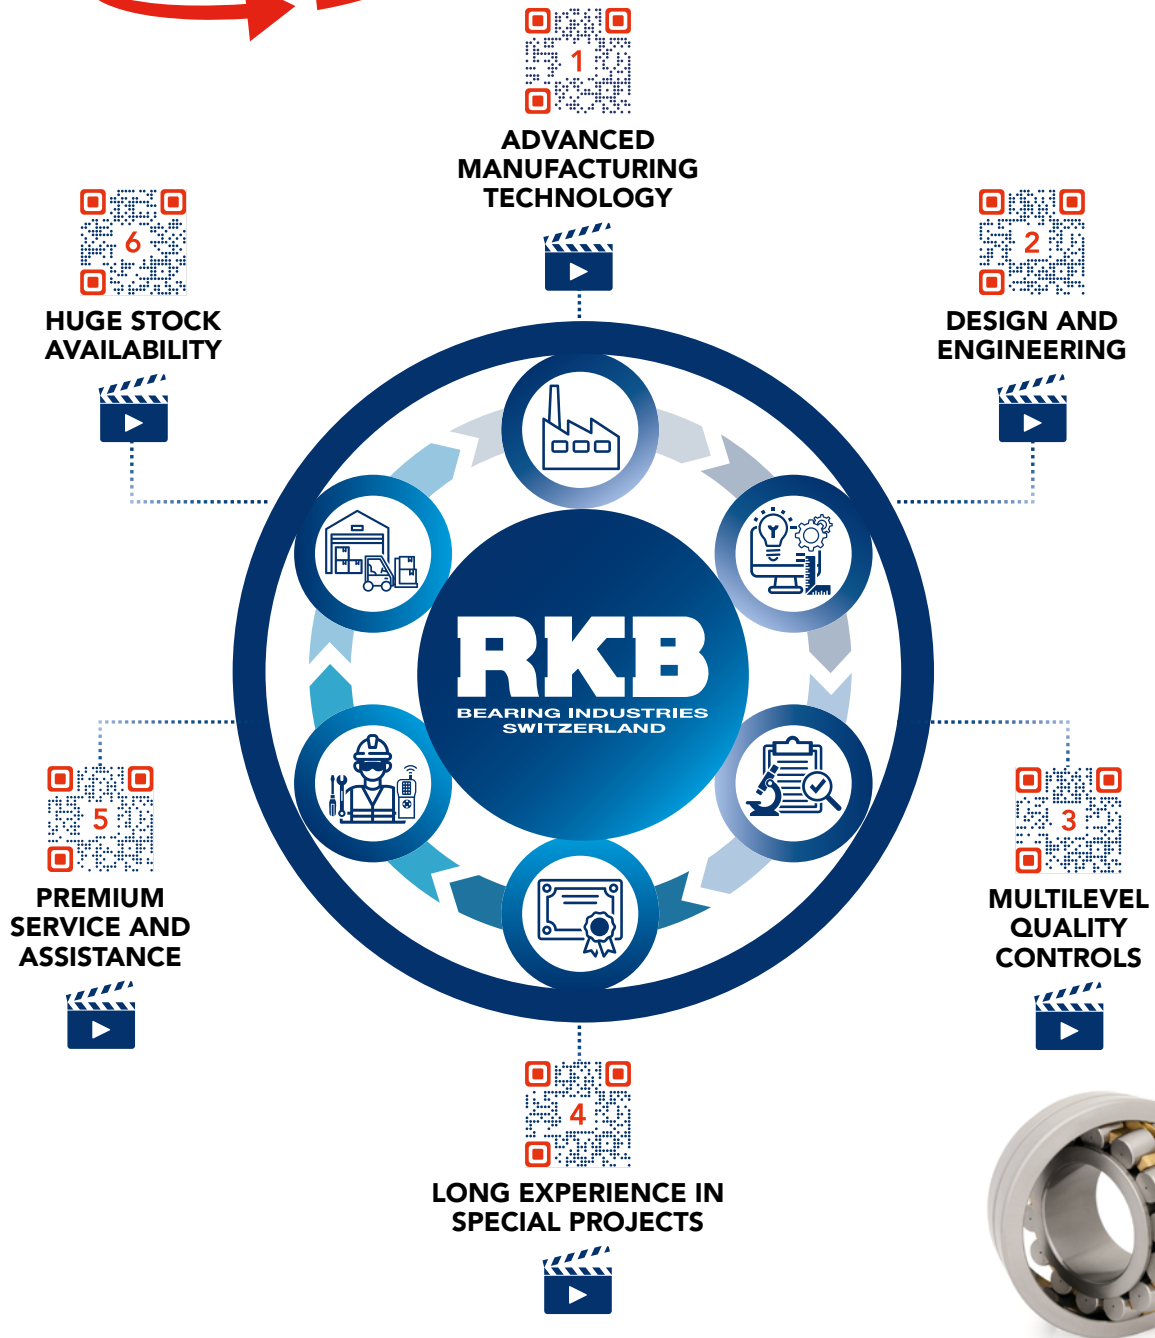 1
ADVANCED
MANUFACTURING
TECHNOLOGY
6
HUGE STOCK
AVAILABILITY
2
DESIGN AND
ENGINEERING
RKB
BEARING INDUSTRIES
SWITZERLAND
5
PREMIUM
SERVICE AND
ASSISTANCE
3
MULTILEVEL
QUALITY
CONTROLS
4
LONG EXPERIENCE IN
SPECIAL PROJECTS